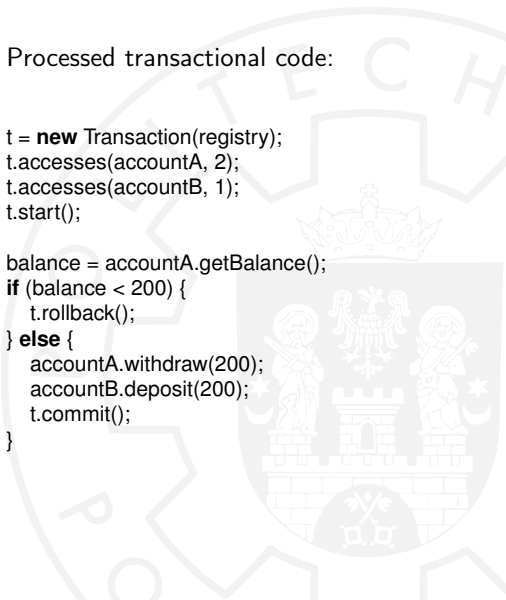 Processed transactional code:
t = new Transaction(registry);
t.accesses(accountA, 2);
t.accesses(accountB, 1);
t.start();
balance = accountA.getBalance();
if (balance < 200) {
t.rollback();
} else {
accountA.withdraw(200);
accountB.deposit(200);
t.commit();
}